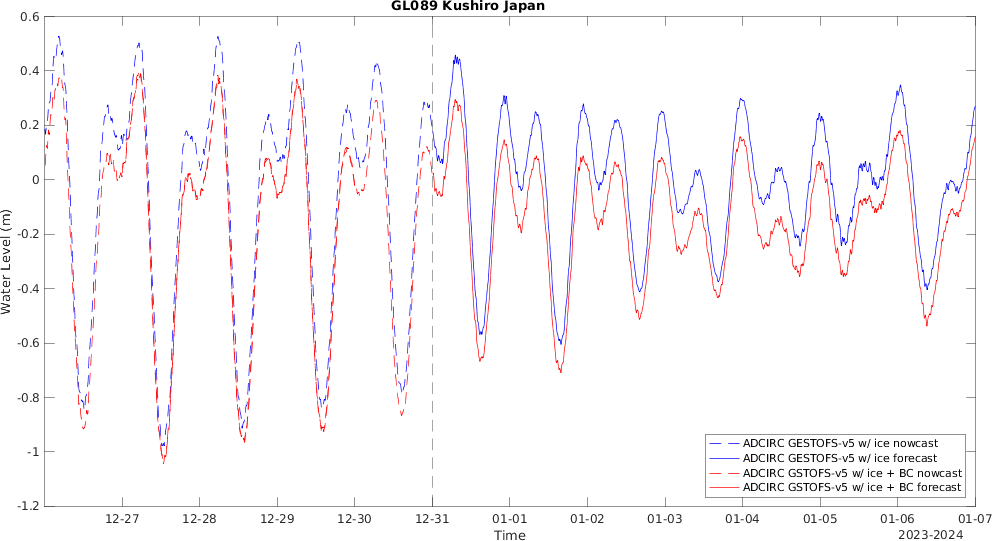 GL089 Kushiro Japan
0.6
0.4
0.2
0
-0.2
-0.4
-0.6
-0.8
-1
-1.2
Water Level (m)
ADCIRC GESTOFS-v5 w/ ice nowcast
ADCIRC GESTOFS-v5 w/ ice forecast
ADCIRC GSTOFS-v5 w/ ice + BC nowcast
ADCIRC GSTOFS-v5 w/ ice + BC forecast
12-27 12-28 12-29 12-30 12-31 01-01 01-02 01-03 01-04 01-05 01-06 01-07
Time
2023-2024